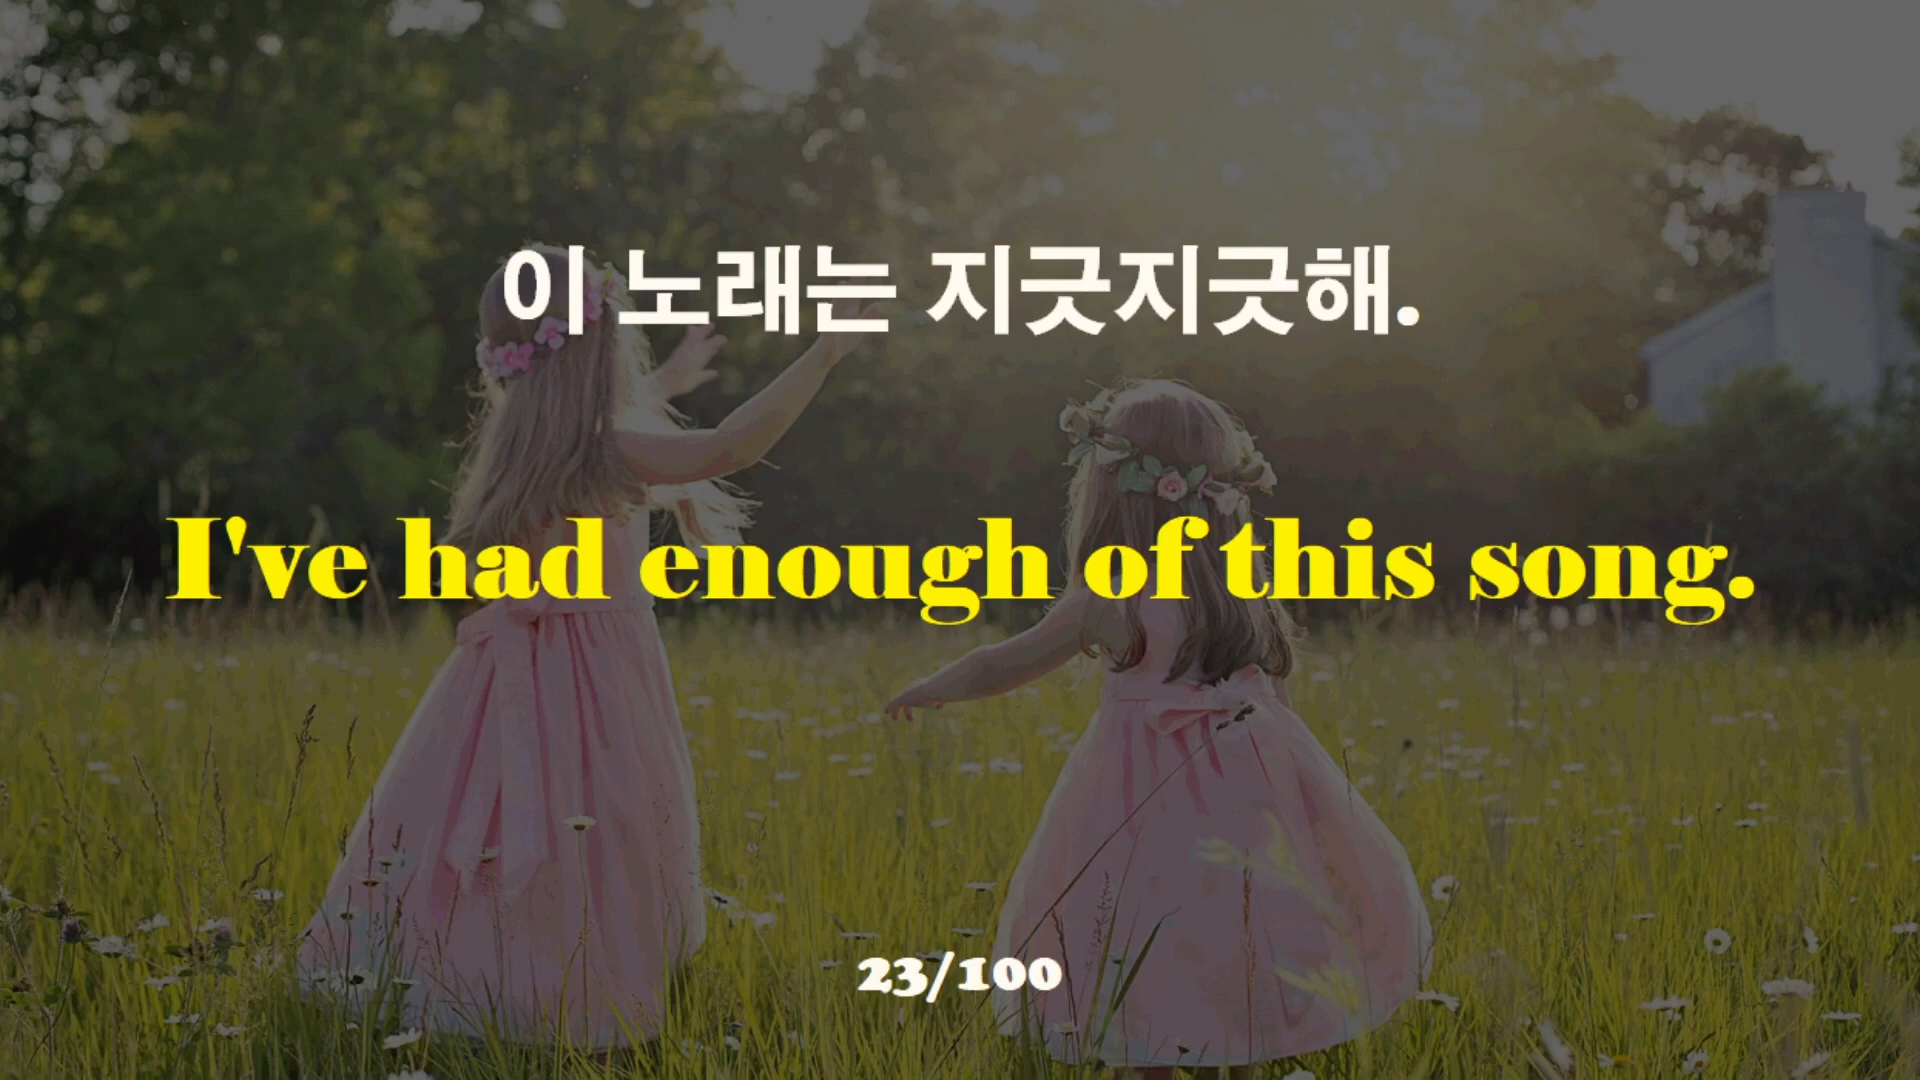 이 노래는 지긋지긋해.
I've had enough of this song.
23/100